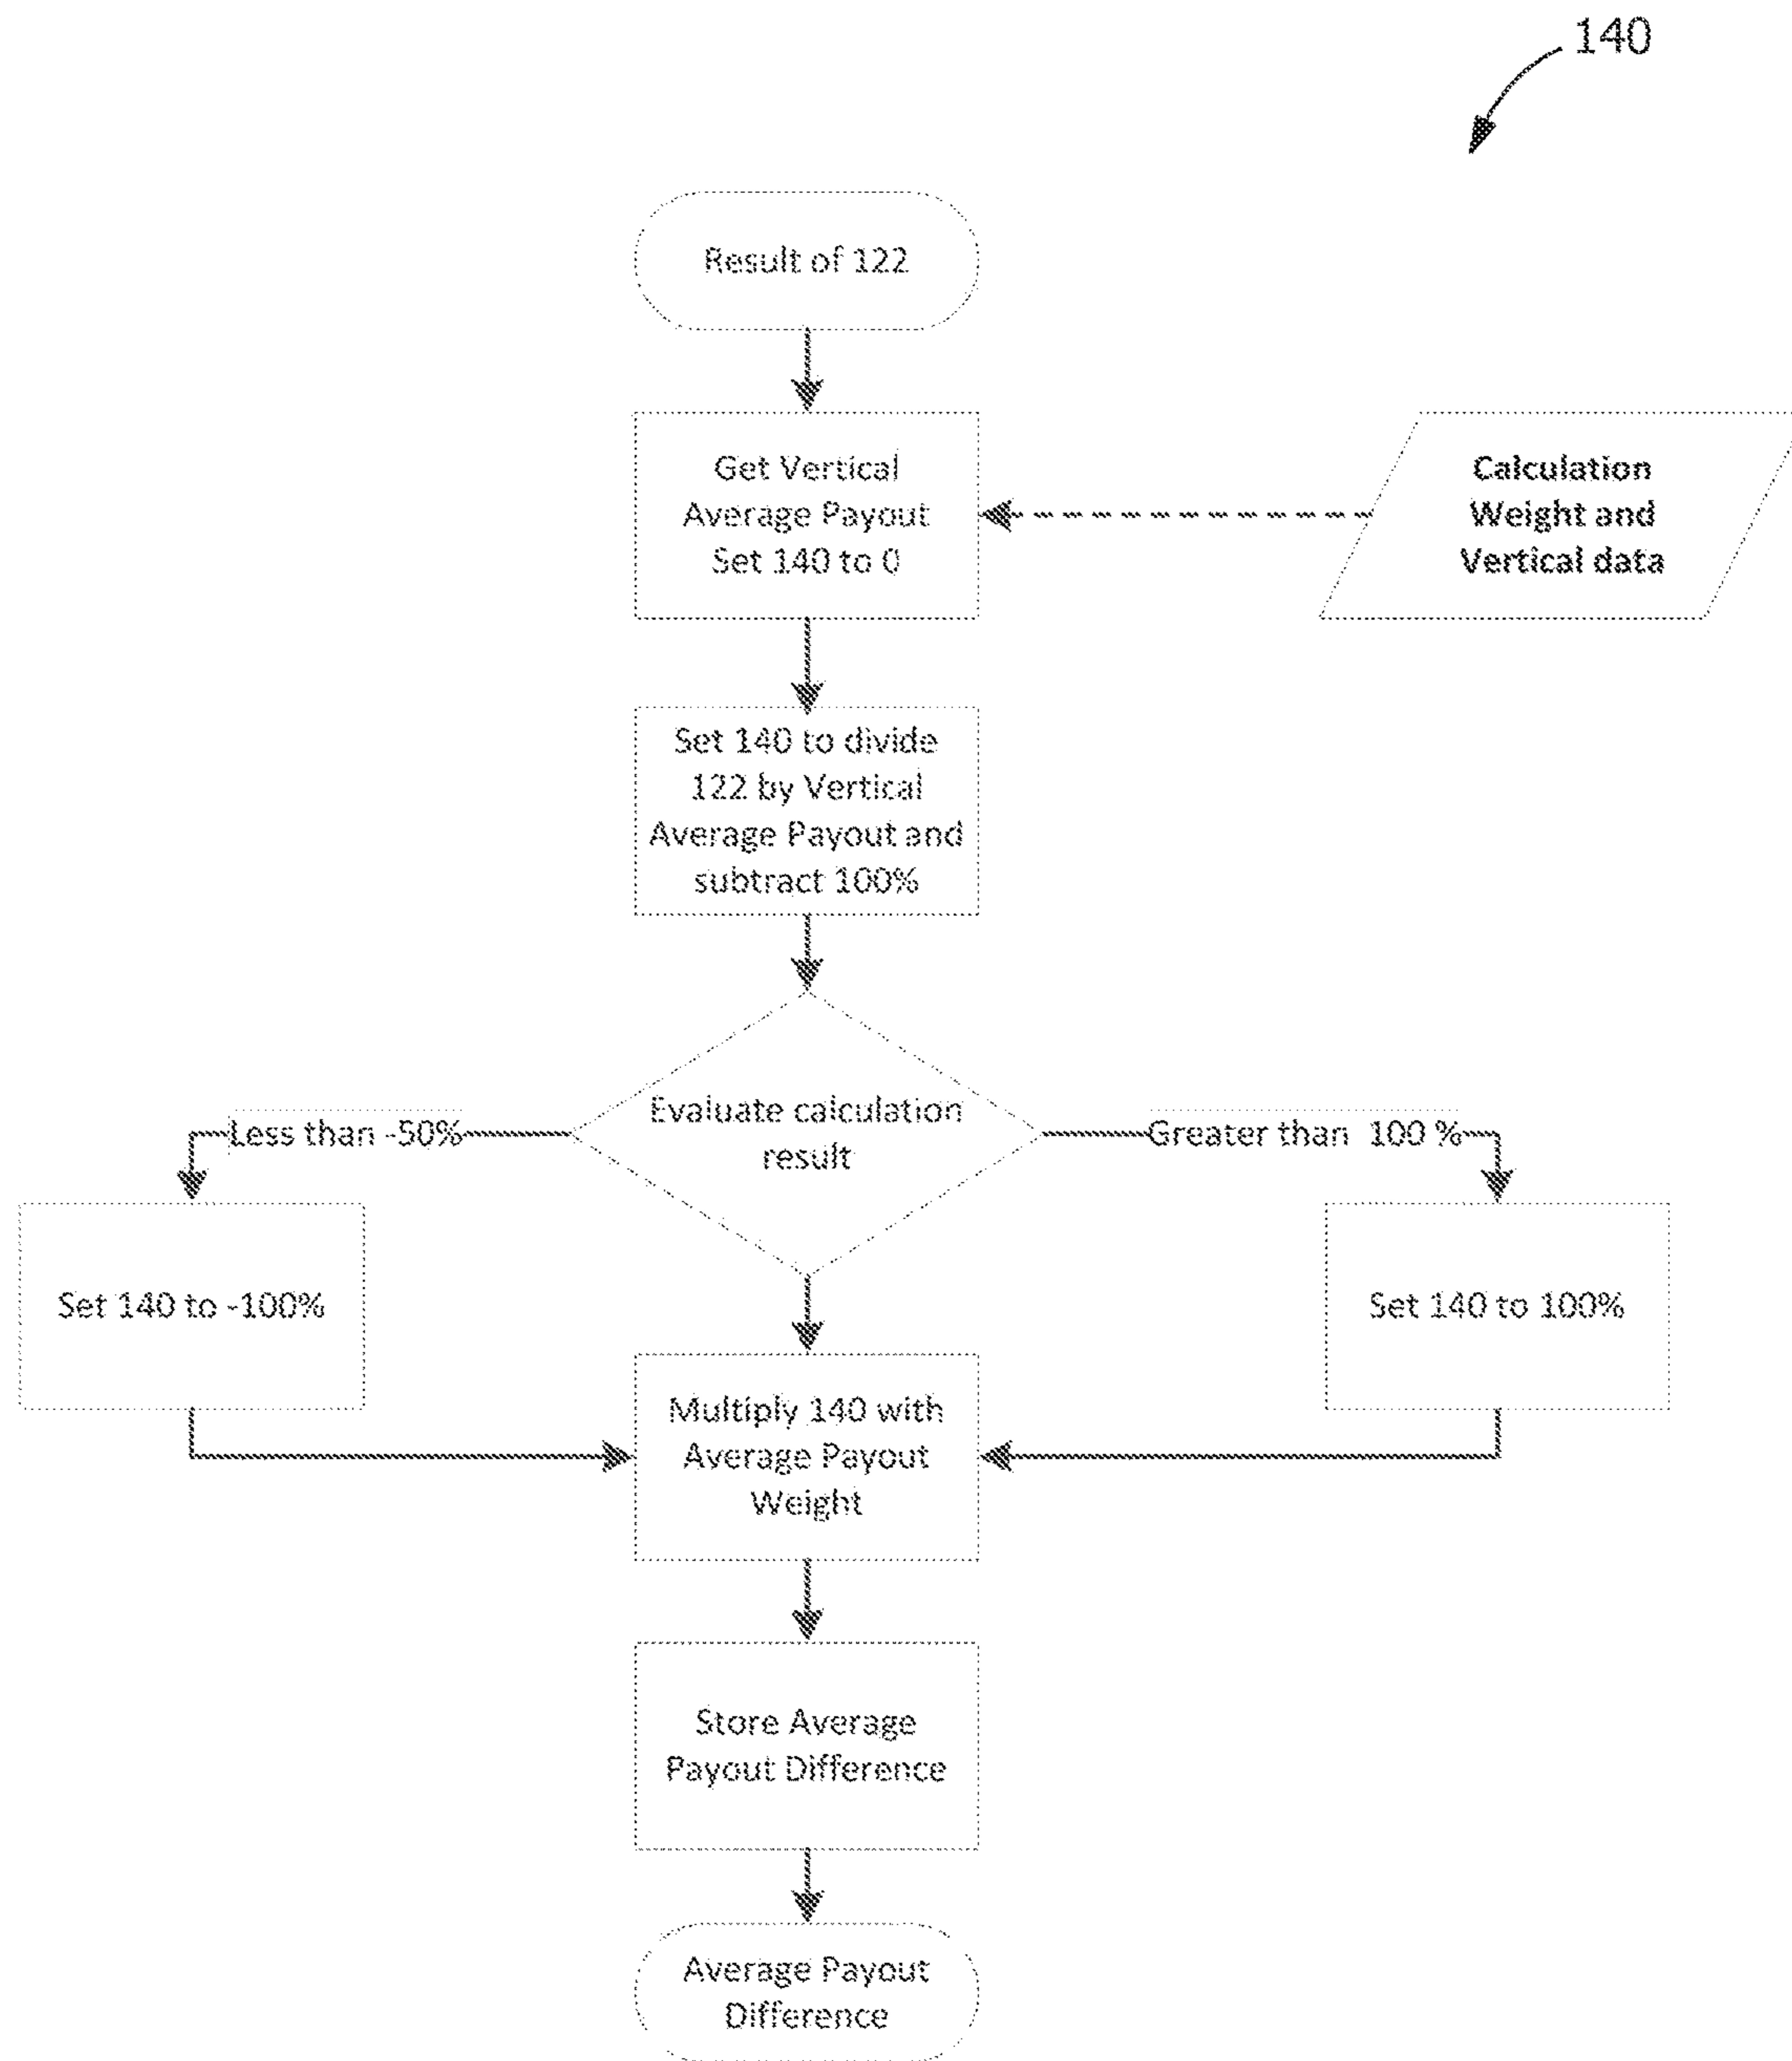 140
Result of 122
Get Vertical
Average Payout
Set 140 to 0
Calculation
Weight and
Vertical data
Set 140 to divide
122 by Vertical
Average Payout and
subtract 100%
Evaluate calculation
result
Less than -50%
Greater than 100 %
Set 140 to -100%
Set 140 to 100%
Multiply 140 with
Average Payout
Weight
Store Average
Payout Difference
Average Payout
Difference